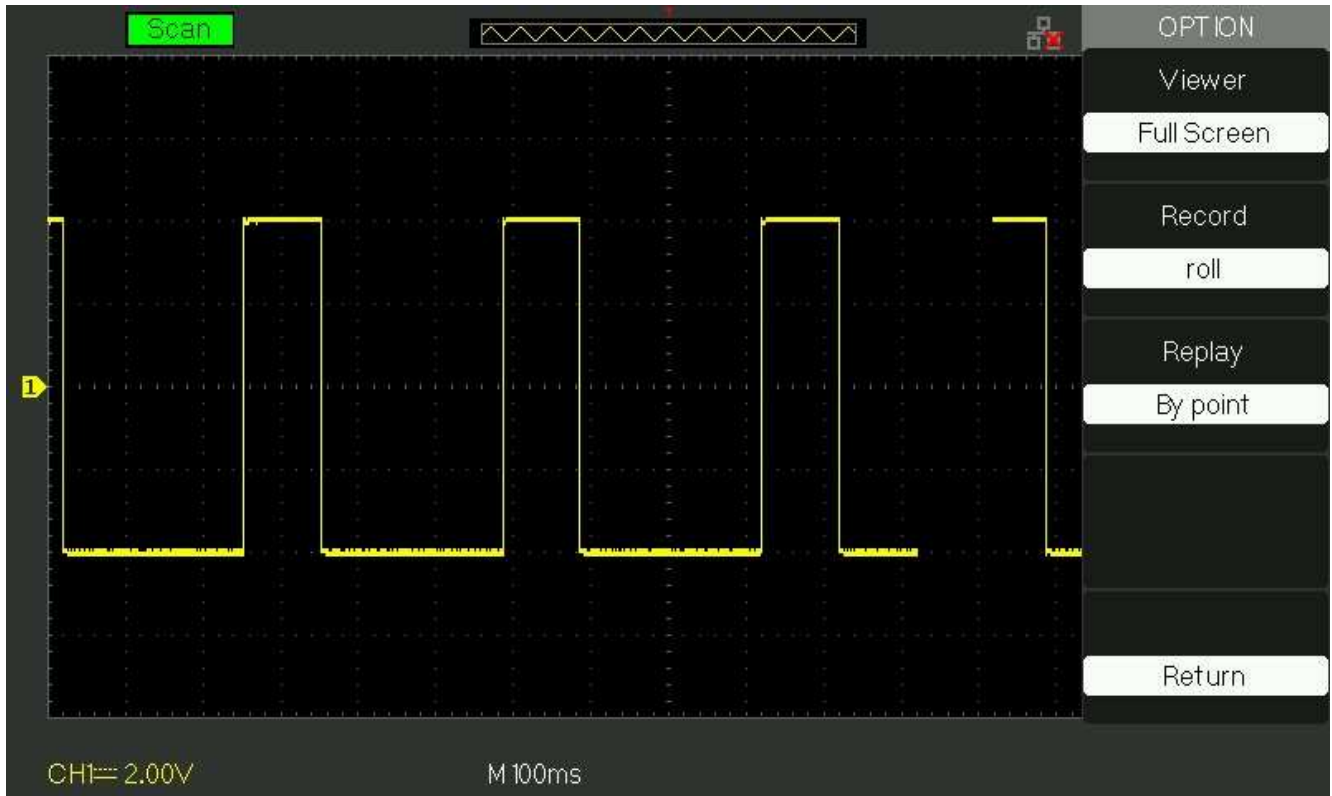 Scan
OPTION
Viewer
Full Screen
Record
roll
Replay
By point
Return
1
CH1 2.00V
M 100ms